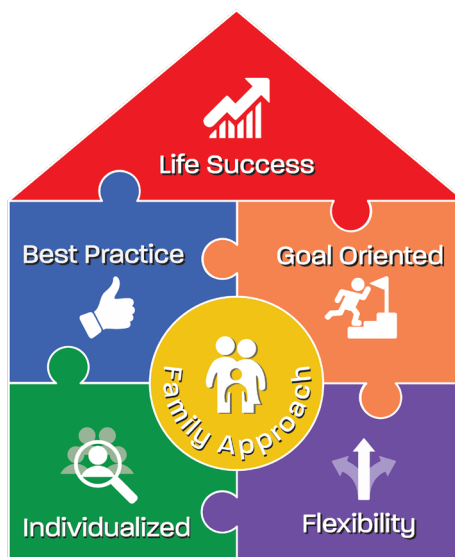 Life Success
Best Practice
Goal Oriented
Family Approach
Individualized
Flexibility